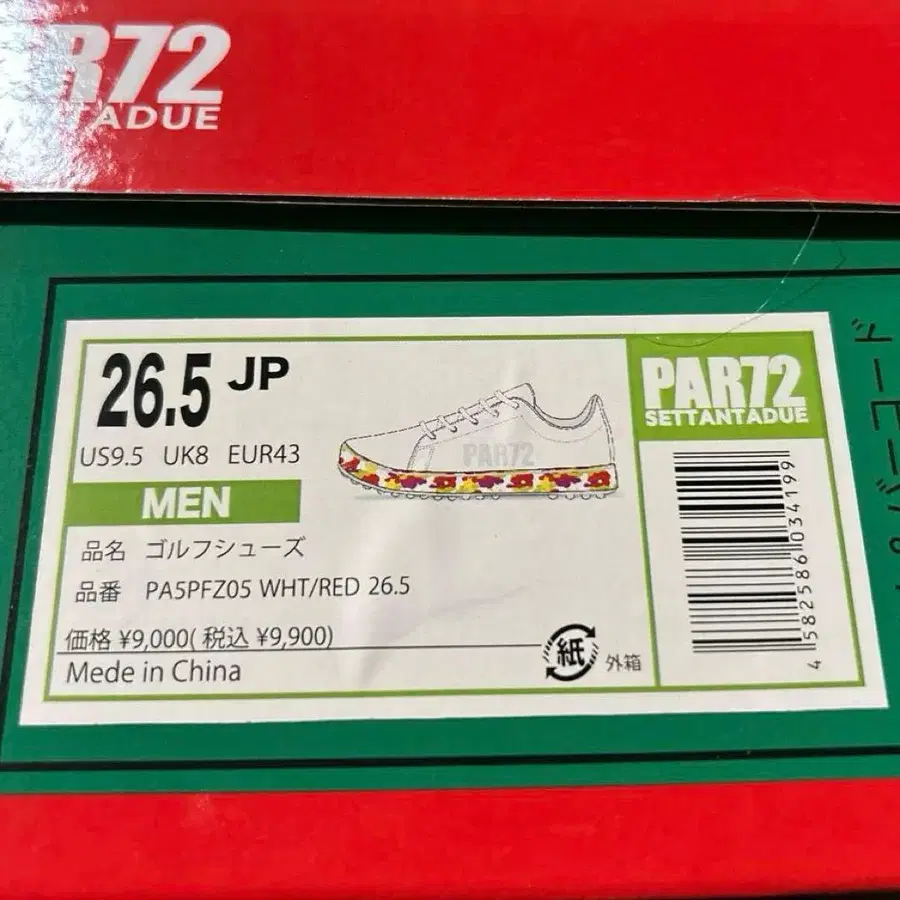 R72
TADUE
26.5 JP
US9.5 UK8 EUR43
MEN
品名 ゴルフシューズ
品番 PA5PFZ05 WHT/RED 26.5
価格 ¥9,000( 税込 ¥9,900)
Mede in China
紙
外箱
PAR72
PAR72
SETTANTADUE
4 582586 034199